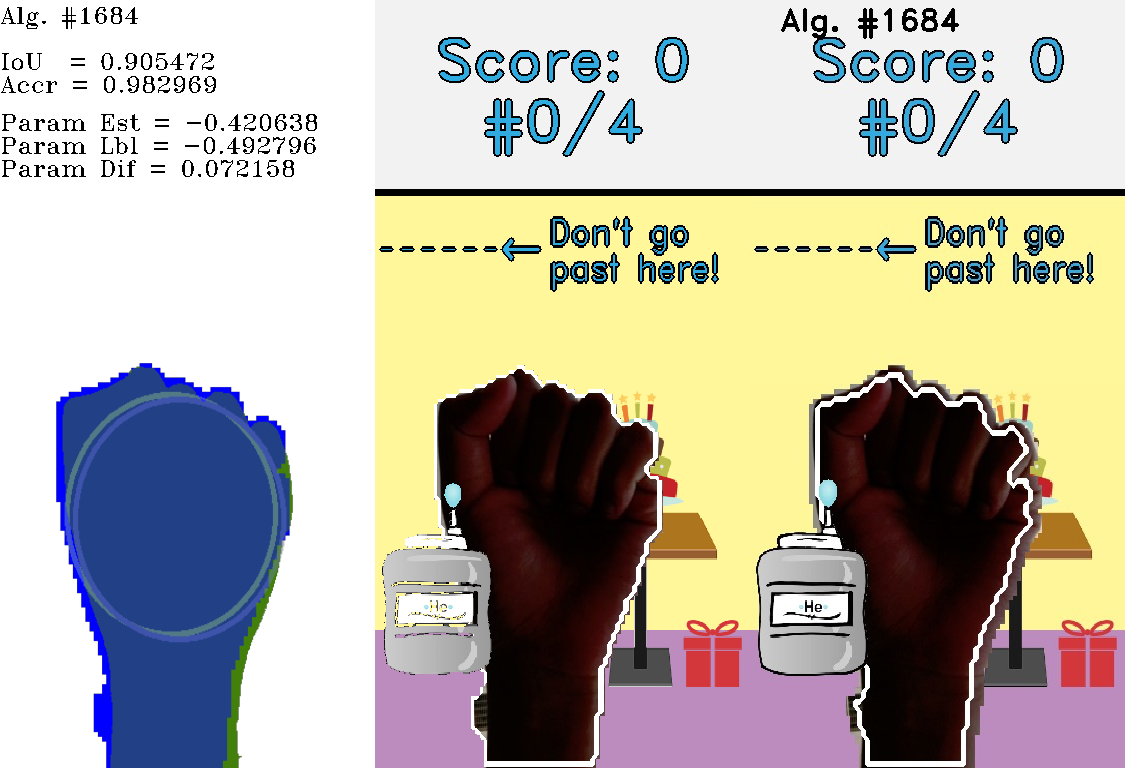 Alg. #1684
IoU = 0.905472
Accr = 0.982969
Param Est = -0.420638
Param Lbl = -0.492796
Param Dif = 0.072158
Score: 0
#0/4
Don't go
past here!
He
Alg. #1684
Score: 0
#0/4
Don't go
past here!
He